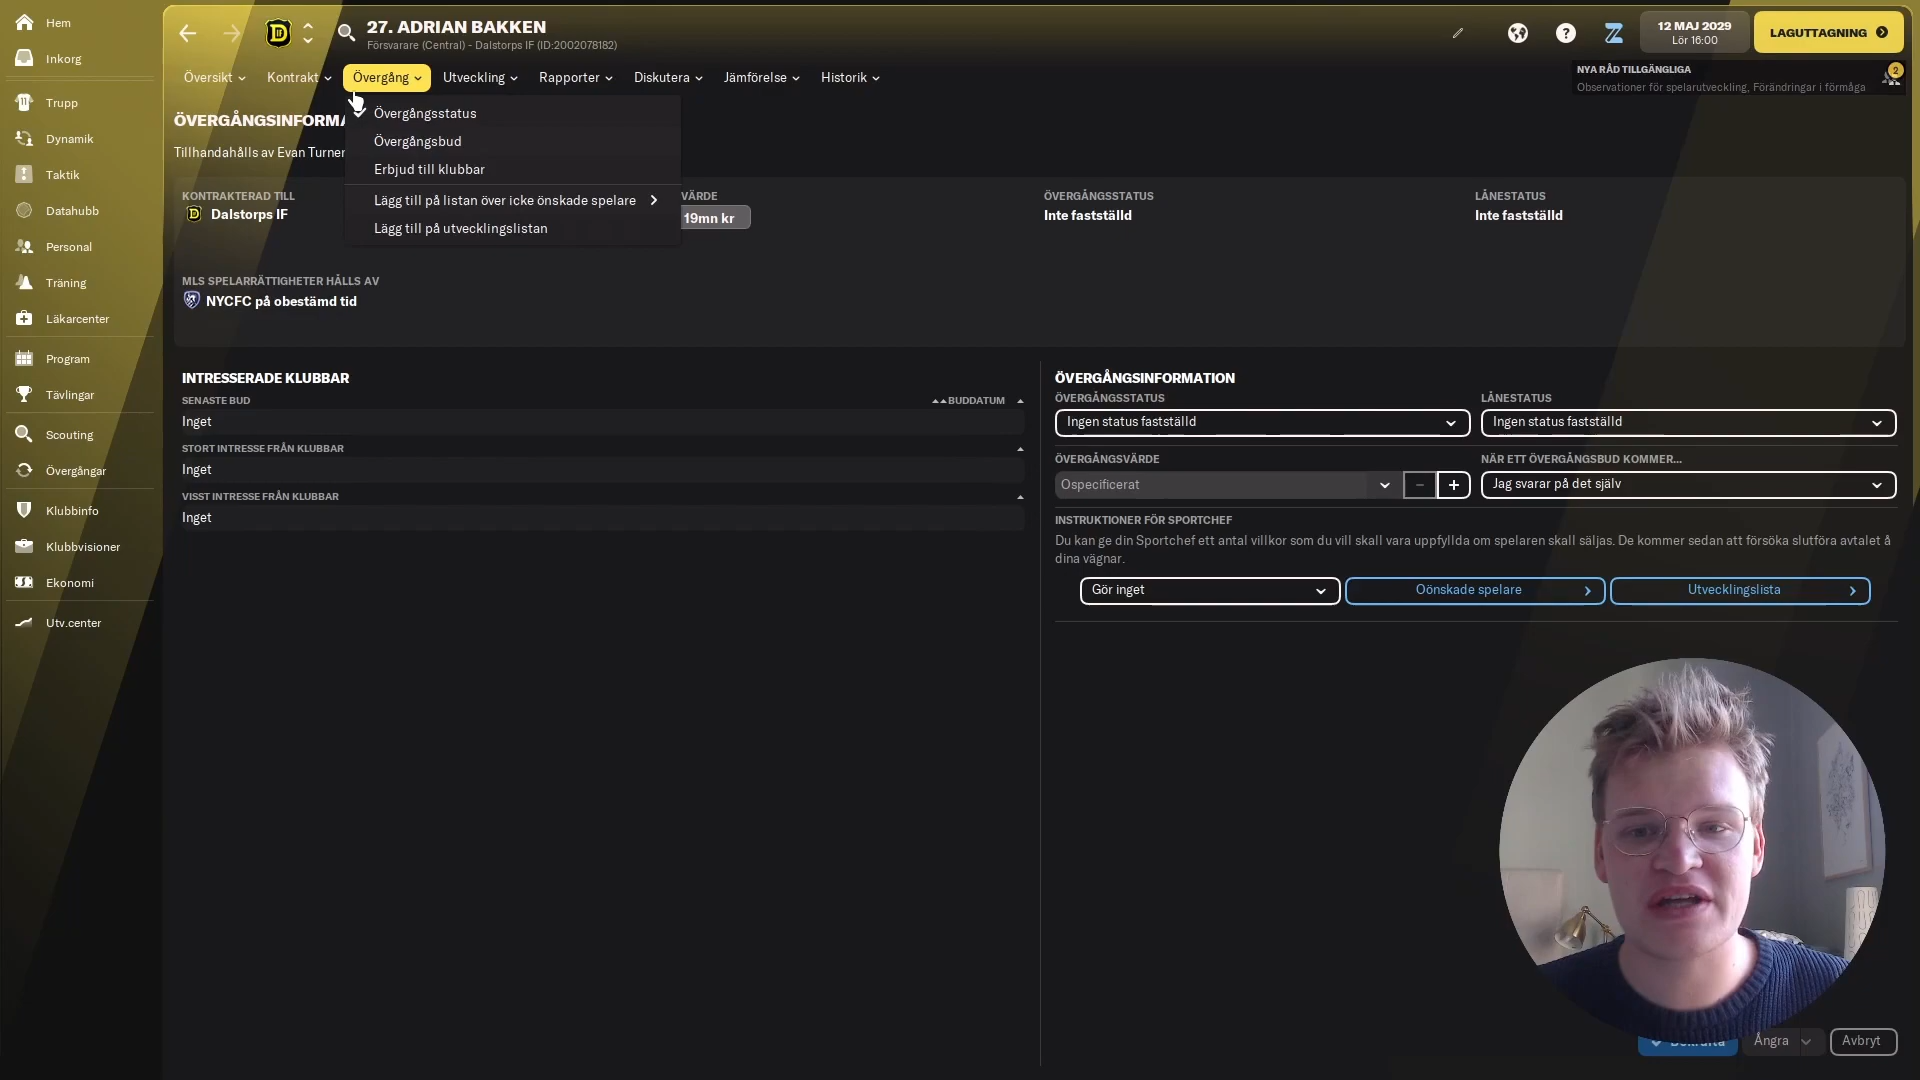 Hem
Inkorg
Trupp
Dynamik
Taktik
Datahubb
Personal
Träning
Läkarcenter
Program
Tävlingar
Scouting
Övergångar
Klubbinfo
Klubbvisioner
Ekonomi
Utv.center
27. ADRIAN BAKKEN
Försvarare (Central) - Dalstorps IF (ID:2002078182)
12 MAJ 2029
Lör 16:00
LAGUTTAGNING
Översikt
Kontrakt
Övergång
Utveckling
Rapporter
Diskutera
Jämförelse
Historik
NYA RÅD TILLGÄNGLIGA
Observationer för spelarutveckling, Förändringar i förmåga
2
Övergångsstatus
Övergångsbud
Erbjud till klubbar
Lägg till på listan över icke önskade spelare
Lägg till på utvecklingslistan
Tillhandahålls av Evan Turner
KONTRAKTERAD TILL
Dalstorps IF
VÄRDE
19mn kr
ÖVERGÅNGSSTATUS
Inte fastställd
LÅNESTATUS
Inte fastställd
MLS SPELARRÄTTIGHETER HÅLLS AV
NYCFC på obestämd tid
INTRESSERADE KLUBBAR
SENASTE BUD
BUDDATUM
Inget
STORT INTRESSE FRÅN KLUBBAR
Inget
VISST INTRESSE FRÅN KLUBBAR
Inget
ÖVERGÅNGSINFORMATION
ÖVERGÅNGSSTATUS
LÅNESTATUS
Ingen status fastställd
Ingen status fastställd
ÖVERGÅNGSVÄRDE
NÄR ETT ÖVERGÅNGSBUD KOMMER...
Ospecificerat
Jag svarar på det själv
INSTRUKTIONER FÖR SPORTCHEF
Du kan ge din Sportchef ett antal villkor som du vill skall vara uppfyllda om spelaren skall säljas. De kommer sedan att försöka slutföra avtalet å
dina vägnar.
Gör inget
Oönskade spelare
Utvecklingslista
Ångra
Avbryt